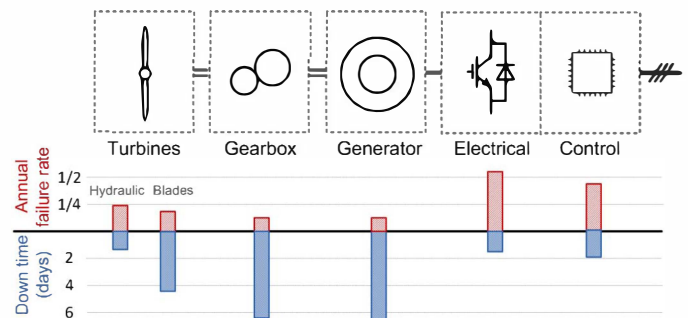 Turbines Gearbox Generator Electrical Control
Annual
failure rate
1/2
Hydraulic Blades
1/4
Down time
(days)
2
4
6